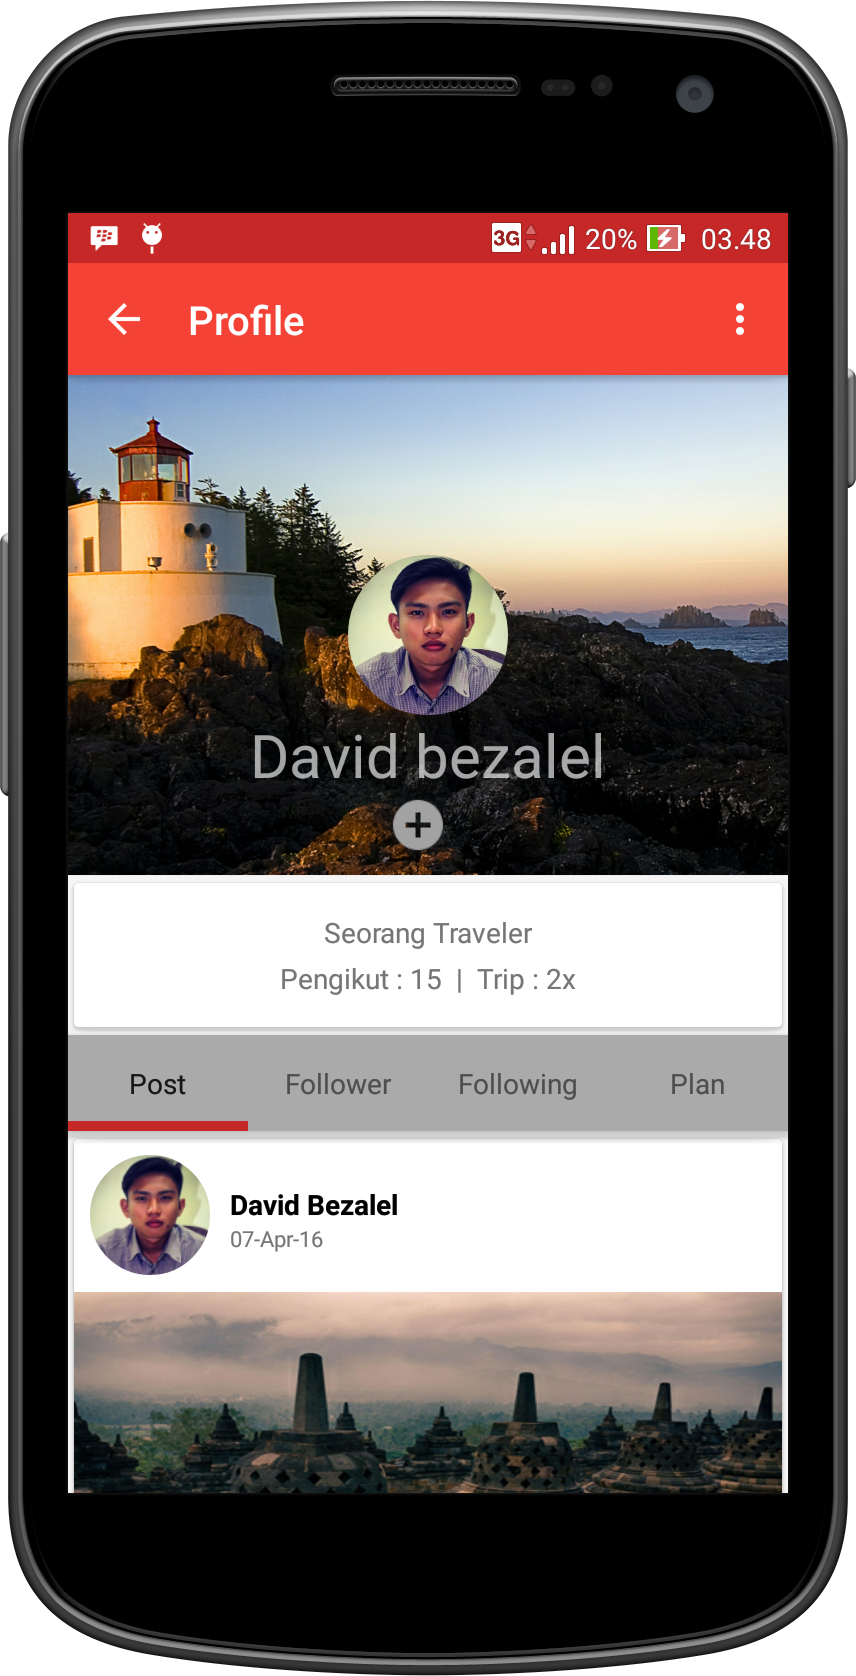 3G 20% 03.48
Profile
David bezalel
Seorang Traveler
Pengikut : 15 | Trip : 2x
Post Follower Following Plan
David Bezalel
07-Apr-16